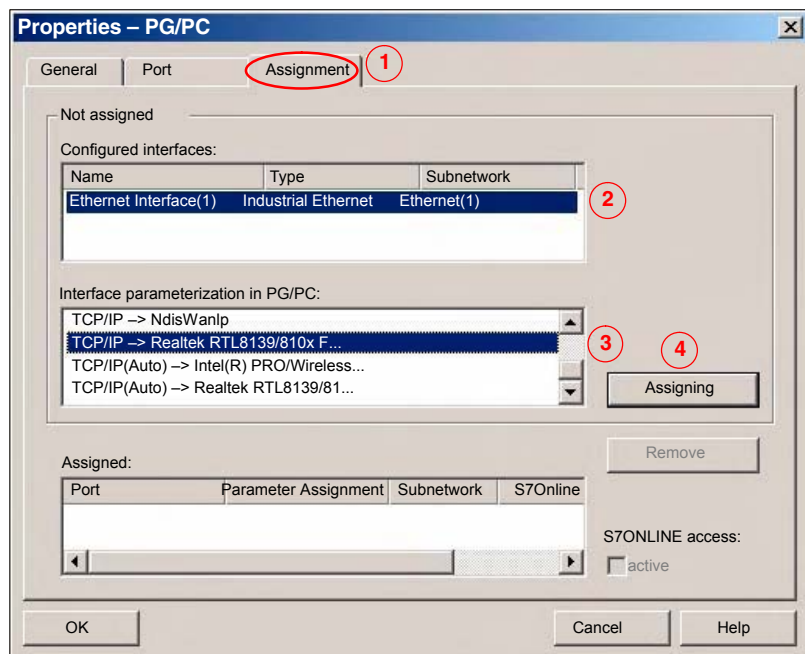 Properties – PG/PC
General Port Assignment 1
Not assigned
Configured interfaces:
Name Type Subnetwork
Ethernet Interface(1) Industrial Ethernet Ethernet(1) 2
Interface parameterization in PG/PC:
TCP/IP –> NdisWanIp
TCP/IP –> Realtek RTL8139/810x F... 3
TCP/IP(Auto) –> Intel(R) PRO/Wireless...
TCP/IP(Auto) –> Realtek RTL8139/81...
4
Assigning
Remove
Assigned:
Port Parameter Assignment Subnetwork S7Online
S7ONLINE access:
active
OK Cancel Help